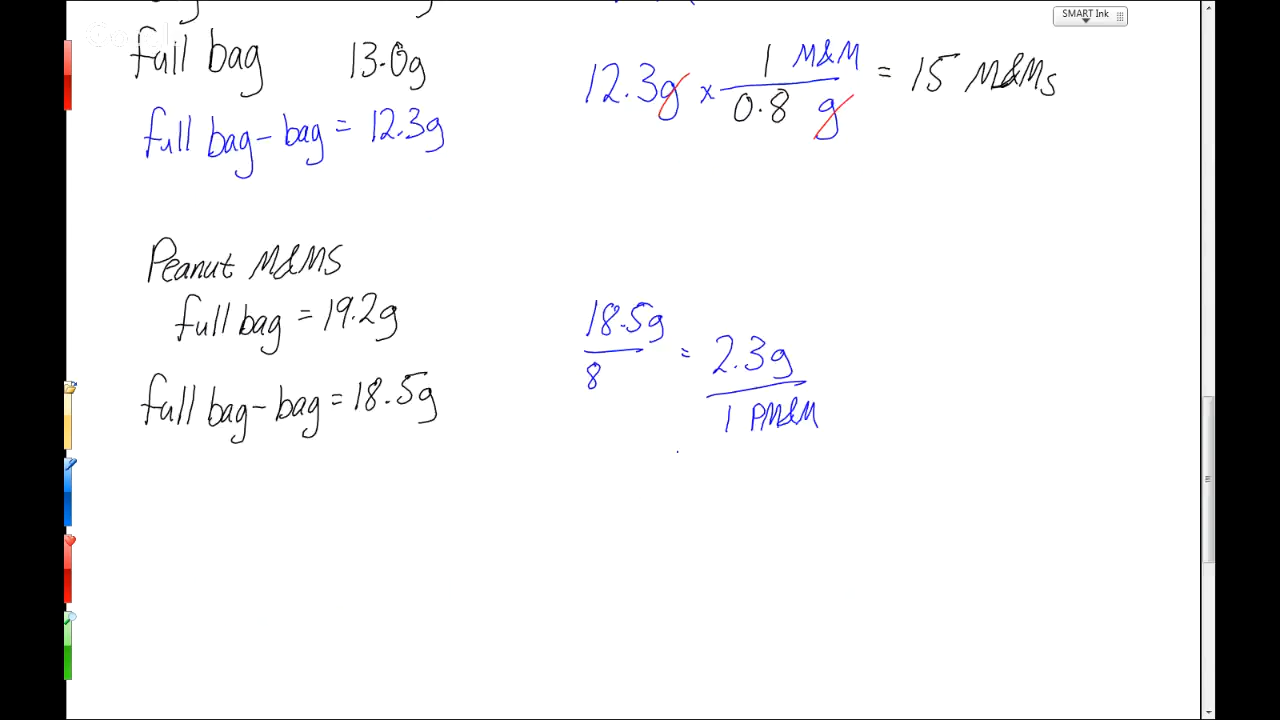 SMART Ink
full bag 13.0g
12.3g x 1 M&M / 0.8 g = 15 M&Ms
full bag - bag = 12.3g
Peanut M&MS
full bag = 19.2g
18.5g / 8 = 2.3g / 1 PM&M
full bag - bag = 18.5g